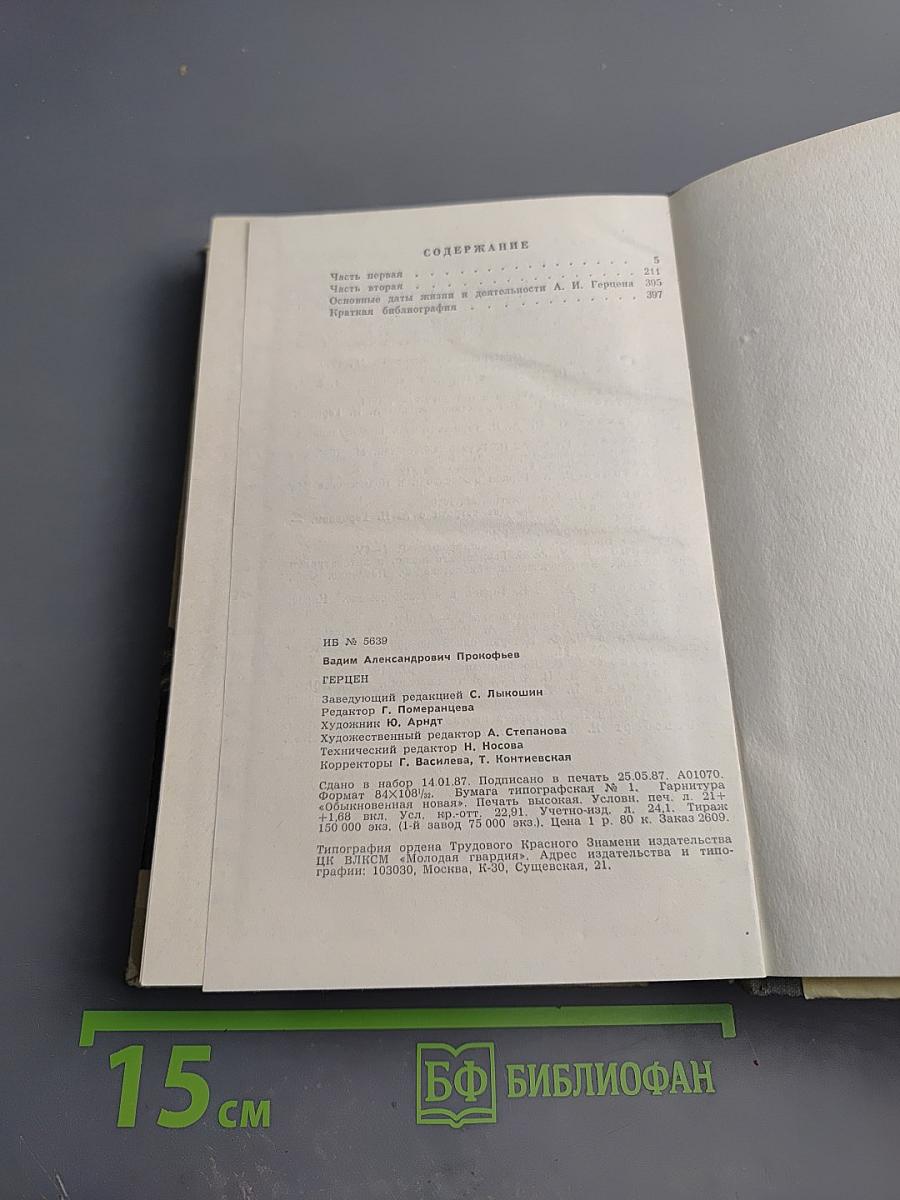 СОДЕРЖАНИЕ
Часть первая . . . . . . . . . . . . . . . 5
Часть вторая . . . . . . . . . . . . . . . 211
Основные даты жизни и деятельности А. И. Герцена 395
Краткая библиография . . . . . . . . . . . 397
ИБ № 5639
Вадим Александрович Прокофьев
ГЕРЦЕН
Заведующий редакцией С. Лыкошин
Редактор Г. Померанцева
Художник Ю. Арндт
Художественный редактор А. Степанова
Технический редактор Н. Носова
Корректоры Г. Василева, Т. Контиевская
Сдано в набор 14.01.87. Подписано в печать 25.05.87. А01070.
Формат 84×108¹/₃₂. Бумага типографская № 1. Гарнитура
«Обыкновенная новая». Печать высокая. Условн. печ. л. 21+
+1,68 вкл. Усл. кр.-отт. 22,91. Учетно-изд. л. 24,1. Тираж
150 000 экз. (1-й завод 75 000 экз.). Цена 1 р. 80 к. Заказ 2609.
Типография ордена Трудового Красного Знамени издательства
ЦК ВЛКСМ «Молодая гвардия». Адрес издательства и типо-
графии: 103030, Москва, К-30, Сущевская, 21.
15 см
БФ БИБЛИОФАН